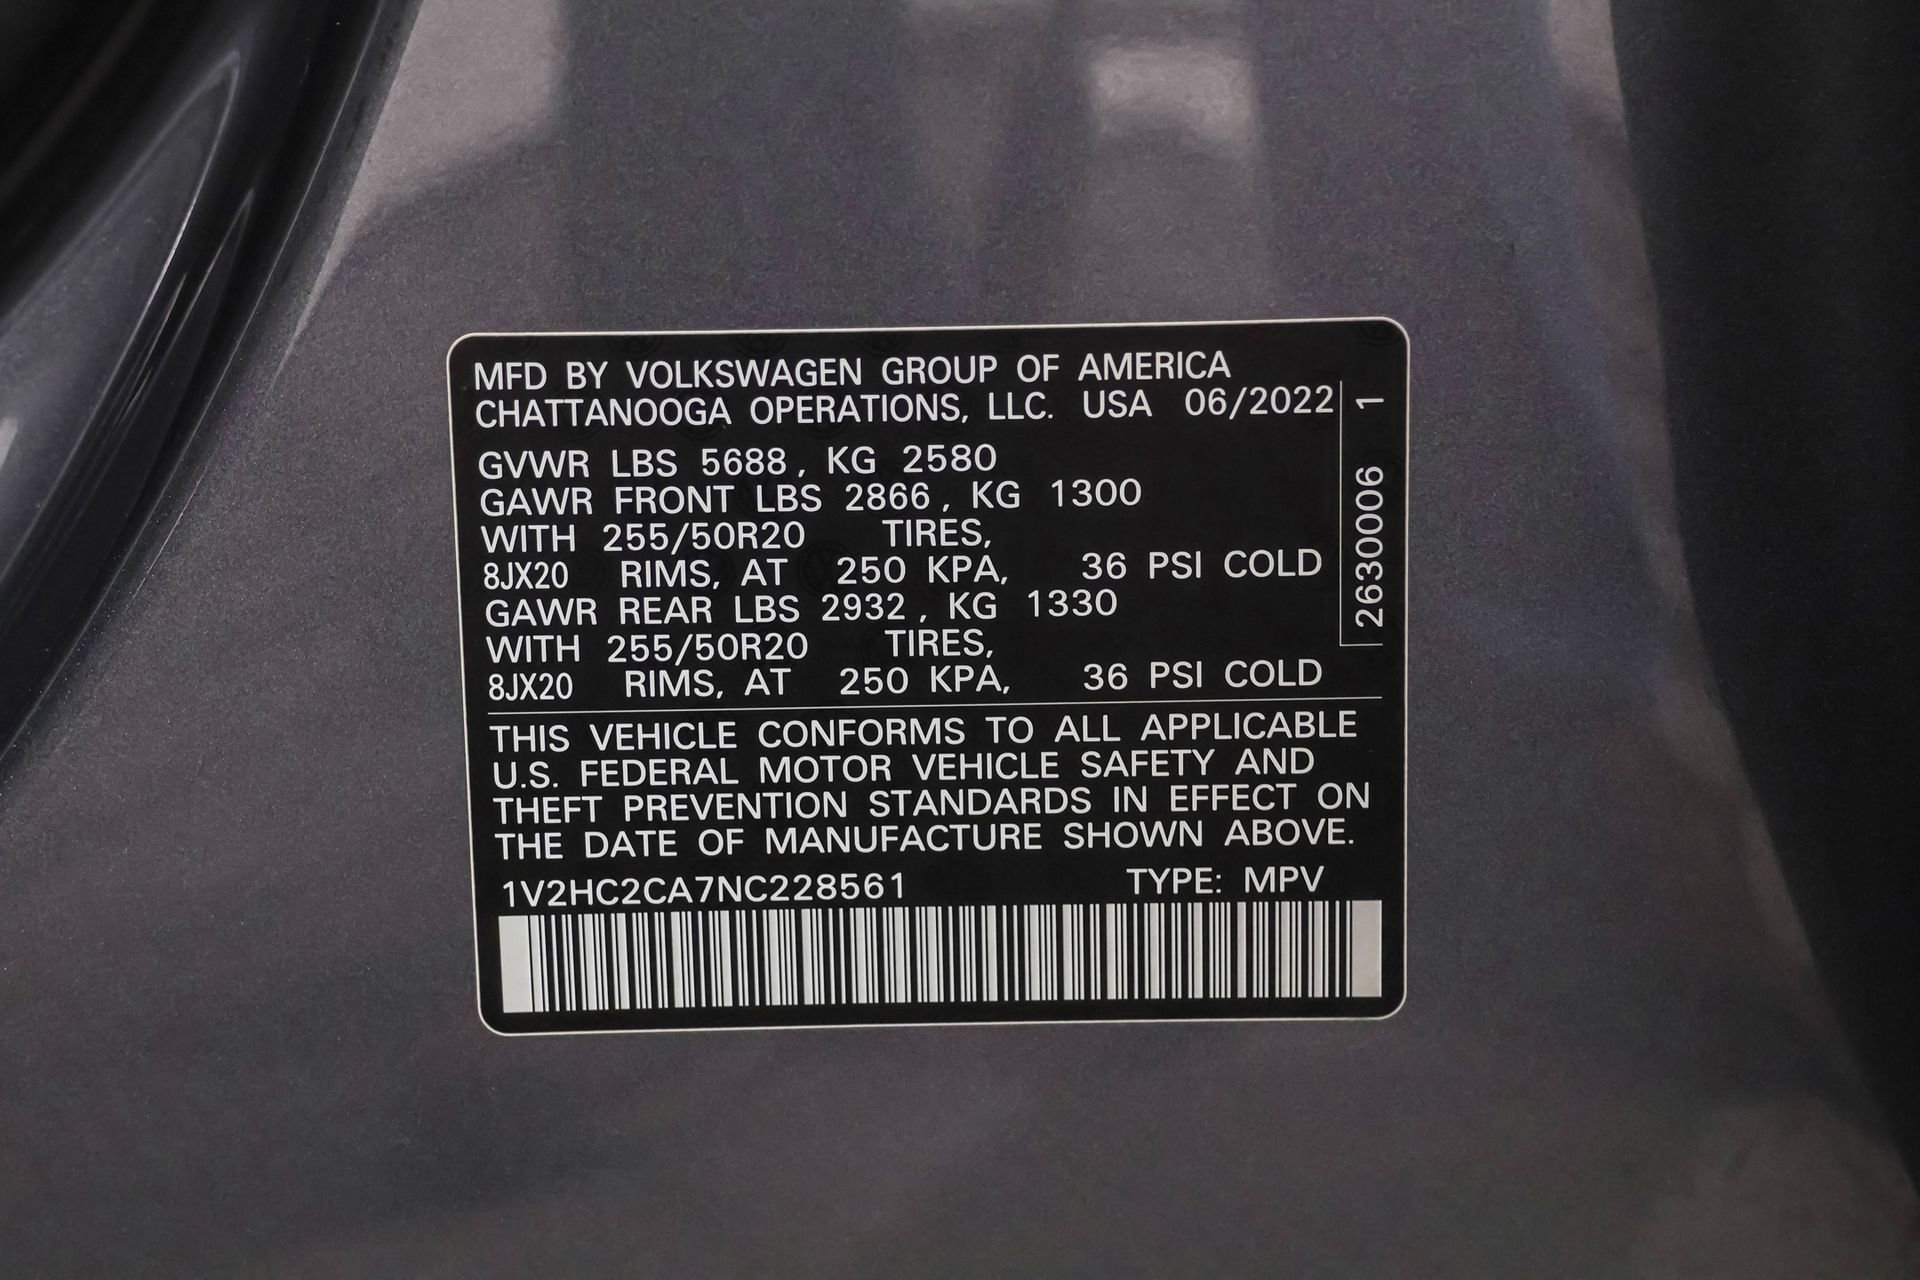 MFD BY VOLKSWAGEN GROUP OF AMERICA
CHATTANOOGA OPERATIONS, LLC. USA 06/2022
GVWR LBS 5688, KG 2580
GAWR FRONT LBS 2866, KG 1300
WITH 255/50R20 TIRES,
8JX20 RIMS, AT 250 KPA, 36 PSI COLD
GAWR REAR LBS 2932, KG 1330
WITH 255/50R20 TIRES,
8JX20 RIMS, AT 250 KPA, 36 PSI COLD
2630006 1
THIS VEHICLE CONFORMS TO ALL APPLICABLE
U.S. FEDERAL MOTOR VEHICLE SAFETY AND
THEFT PREVENTION STANDARDS IN EFFECT ON
THE DATE OF MANUFACTURE SHOWN ABOVE.
1V2HC2CA7NC228561 TYPE: MPV